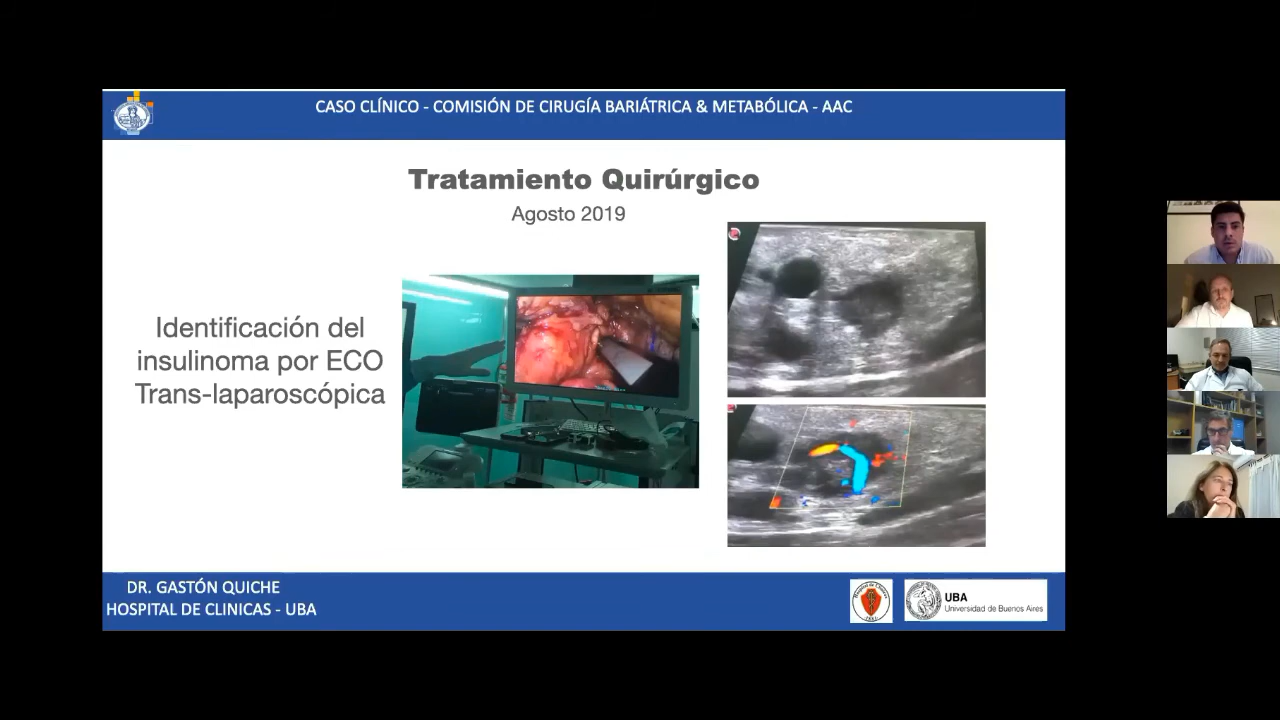 CASO CLÍNICO - COMISIÓN DE CIRUGÍA BARIÁTRICA & METABÓLICA - AAC
Tratamiento Quirúrgico
Agosto 2019
Identificación del
insulinoma por ECO
Trans-laparoscópica
DR. GASTÓN QUICHE
HOSPITAL DE CLINICAS - UBA
UBA
Universidad de Buenos Aires